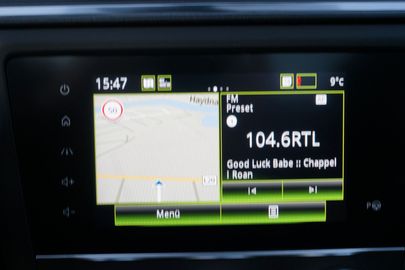 15:47
9°c
Haydna
50
FM
Preset
104.6RTL
Good Luck Babe :: Chappel
l Roan
Menü
P